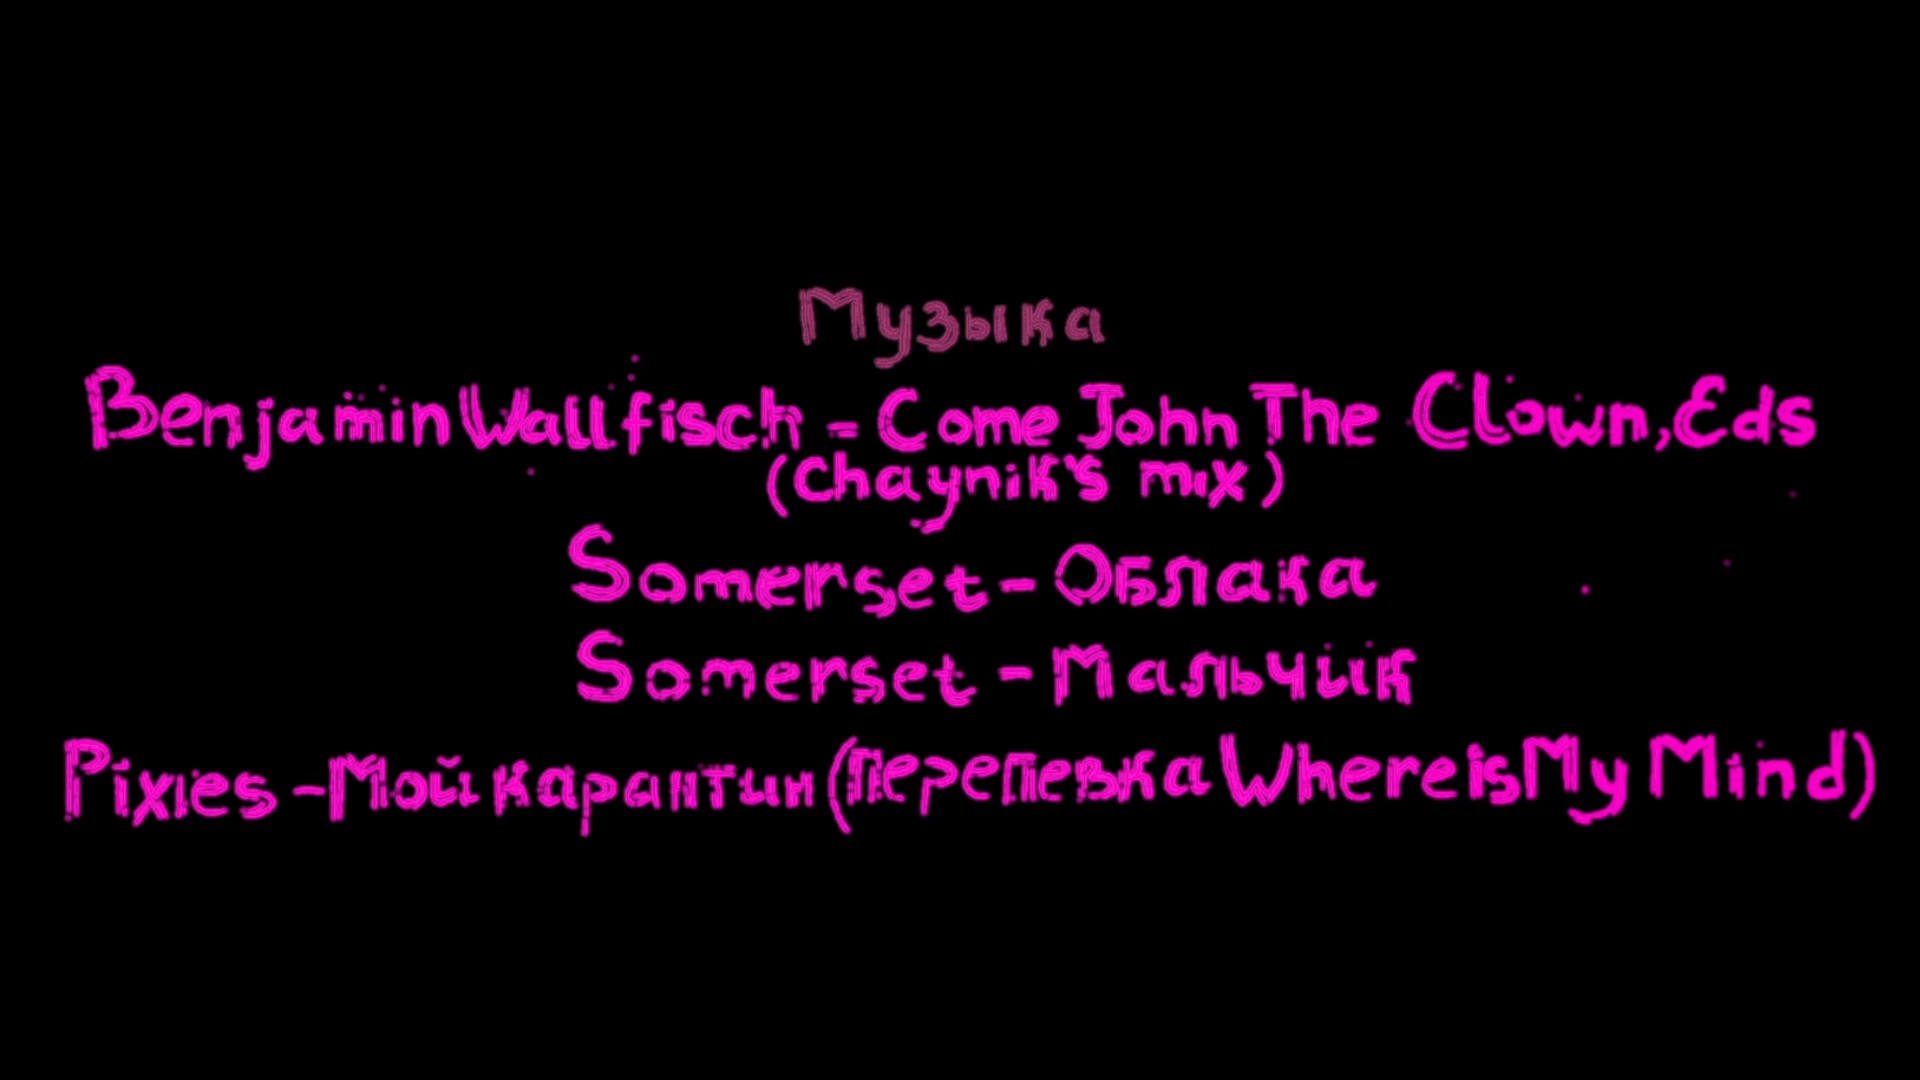 Музыка
Benjamin Wallfisch - Come John The Clown, Eds
(Chaynik's mix)
Somerset - Облака
Somerset - Мальчик
Pixies - Мой карантин (перепевка Where is My Mind)